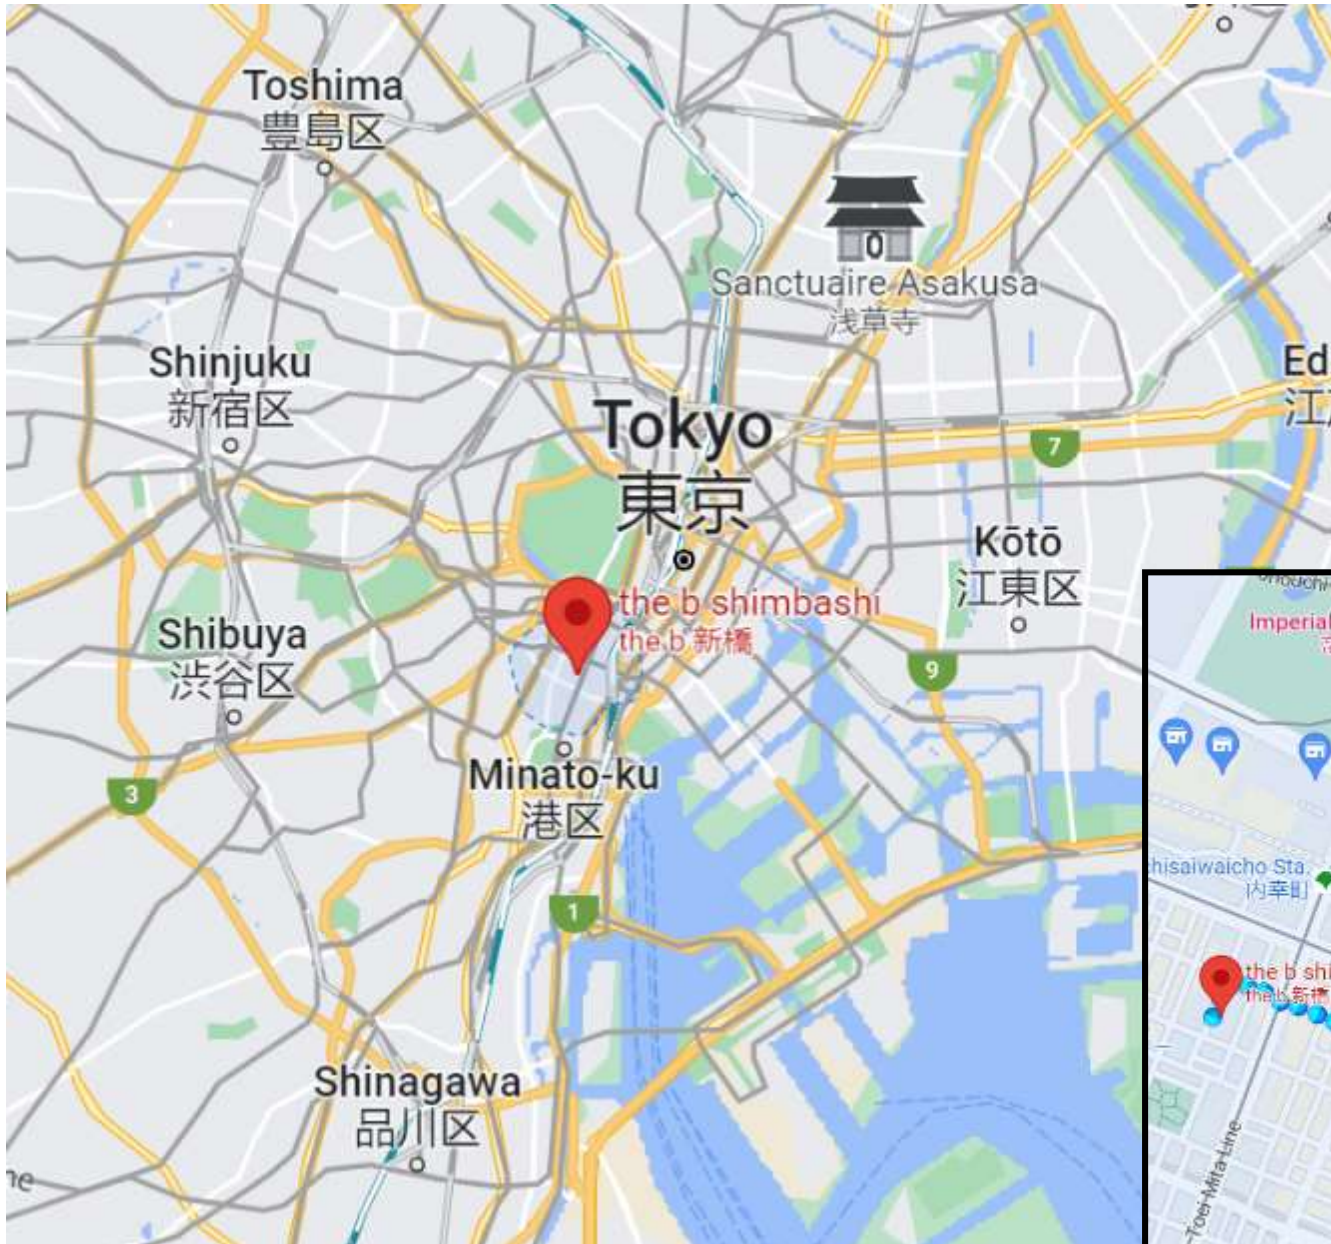 Toshima
豊島区
Sanctuaire Asakusa
浅草寺
Shinjuku
新宿区
Tokyo
東京
7
Kōtō
江東区
the b shimbashi
the b 新橋
Shibuya
渋谷区
9
Minato-ku
港区
3
1
Shinagawa
品川区
Imperial
chisaiwaicho Sta.
内幸町
the b shi
the b 新橋
Toei Mita Line